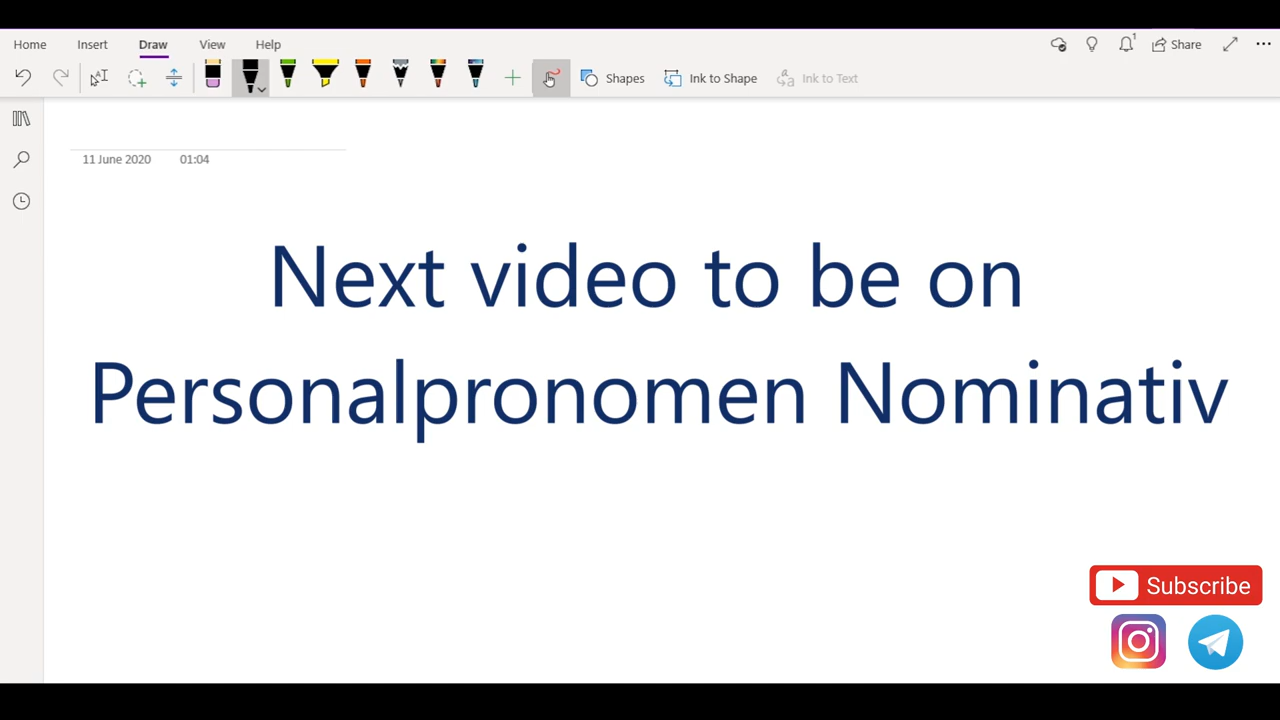 Home Insert Draw View Help
1
Share
Shapes Ink to Shape Ink to Text
11 June 2020 01:04
Next video to be on
Personalpronomen Nominativ
Subscribe